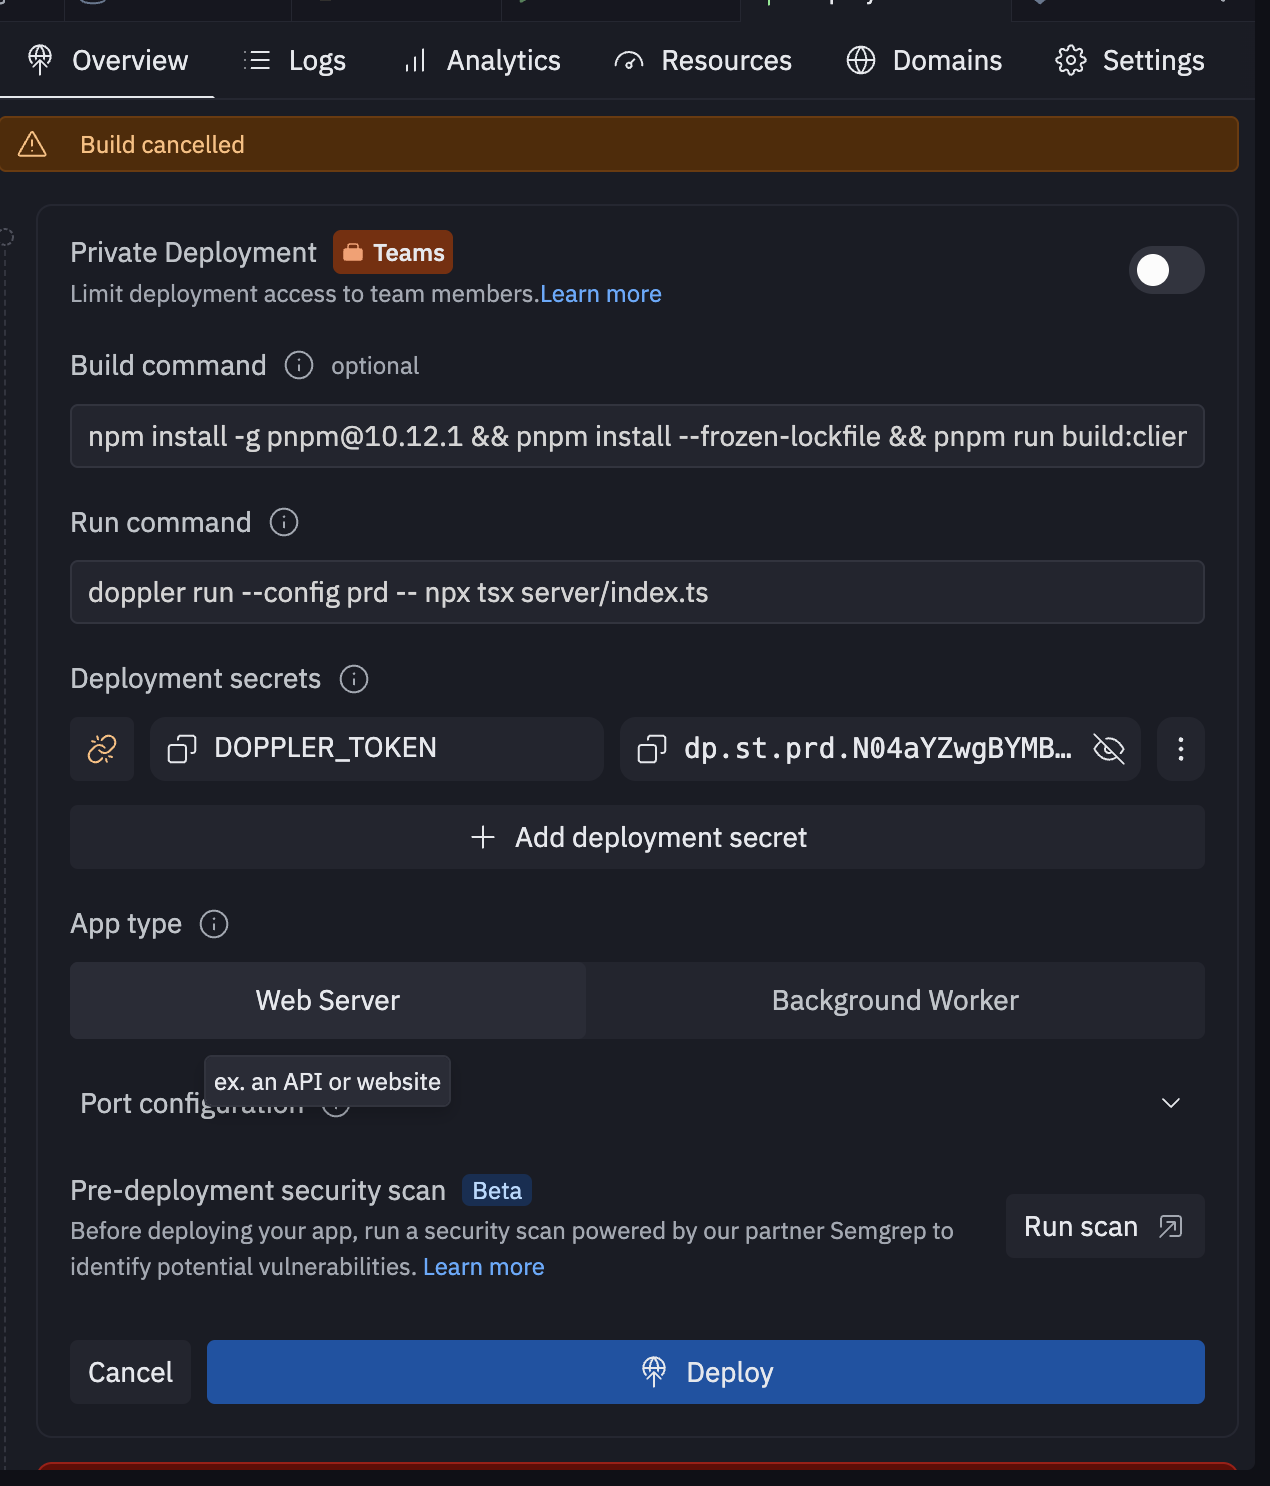 Overview Logs Analytics Resources Domains Settings
Build cancelled
Private Deployment Teams
Limit deployment access to team members.Learn more
Build command optional
npm install -g pnpm@10.12.1 && pnpm install --frozen-lockfile && pnpm run build:clier
Run command
doppler run --config prd -- npx tsx server/index.ts
Deployment secrets
DOPPLER_TOKEN dp.st.prd.N04aYZwgBYMB…
Add deployment secret
App type
Web Server Background Worker
ex. an API or website
Port configuration
Pre-deployment security scan Beta
Before deploying your app, run a security scan powered by our partner Semgrep to
identify potential vulnerabilities. Learn more
Run scan
Cancel Deploy